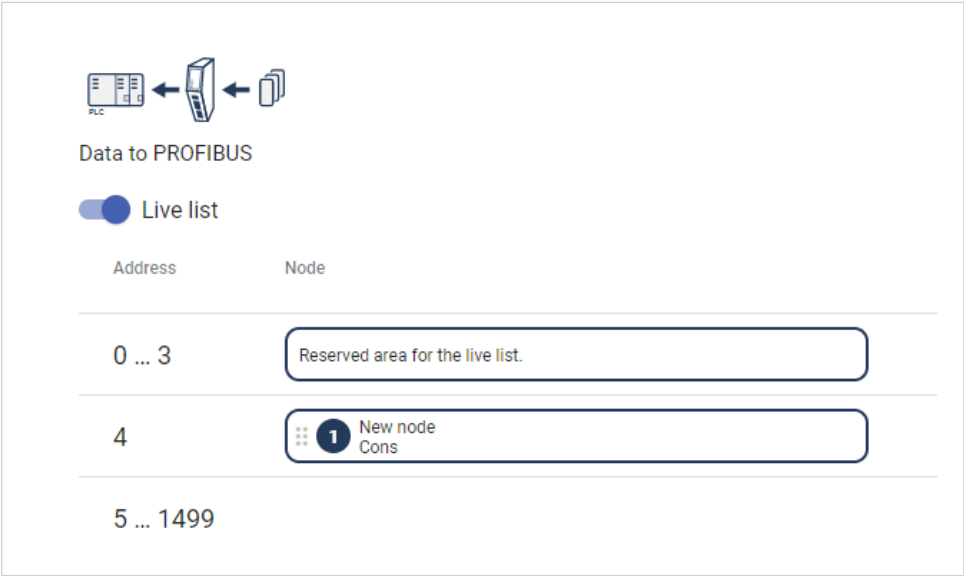 PLC
Data to PROFIBUS
Live list
Address Node
0 ... 3 Reserved area for the live list.
4 1 New node
Cons
5 ... 1499